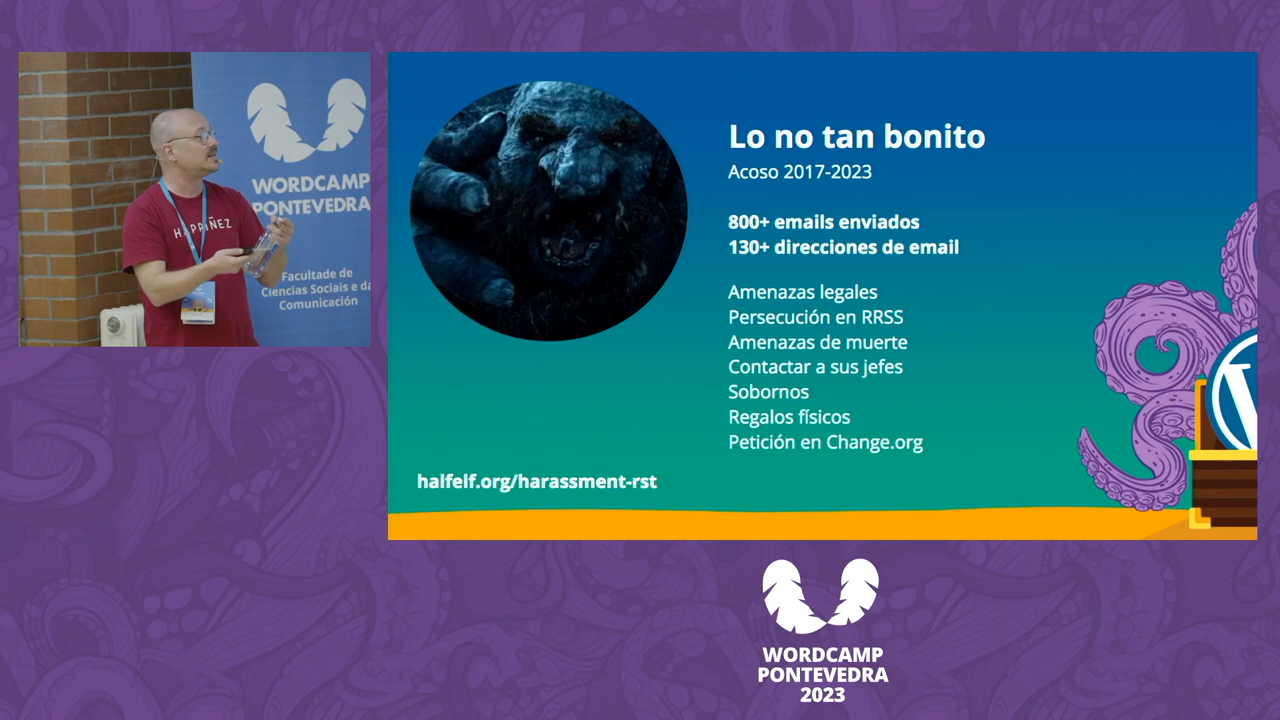 HAPPIÑEZ
WORDCAMP
PONTEVEDRA
Facultade de
Ciencias Sociais e da
Comunicación
Lo no tan bonito
Acoso 2017-2023
800+ emails enviados
130+ direcciones de email
Amenazas legales
Persecución en RRSS
Amenazas de muerte
Contactar a sus jefes
Sobornos
Regalos físicos
Petición en Change.org
halfelf.org/harassment-rst
WORDCAMP
PONTEVEDRA
2023